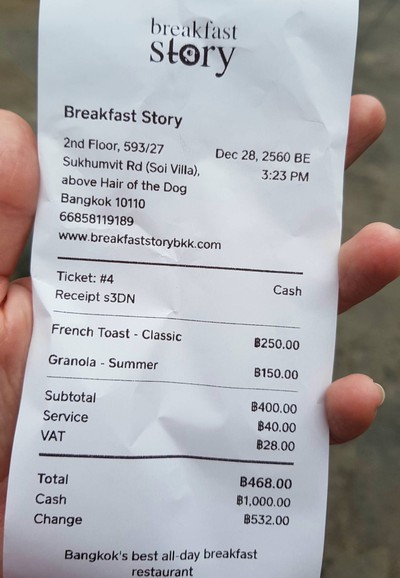 breakfast
story
Breakfast Story
2nd Floor, 593/27
Sukhumvit Rd (Soi Villa),
above Hair of the Dog
Bangkok 10110
66858119189
www.breakfaststorybkk.com
Dec 28, 2560 BE
3:23 PM
Ticket: #4
Receipt s3DN
Cash
French Toast - Classic ฿250.00
Granola - Summer ฿150.00
Subtotal ฿400.00
Service ฿40.00
VAT ฿28.00
Total ฿468.00
Cash ฿1,000.00
Change ฿532.00
Bangkok's best all-day breakfast
restaurant